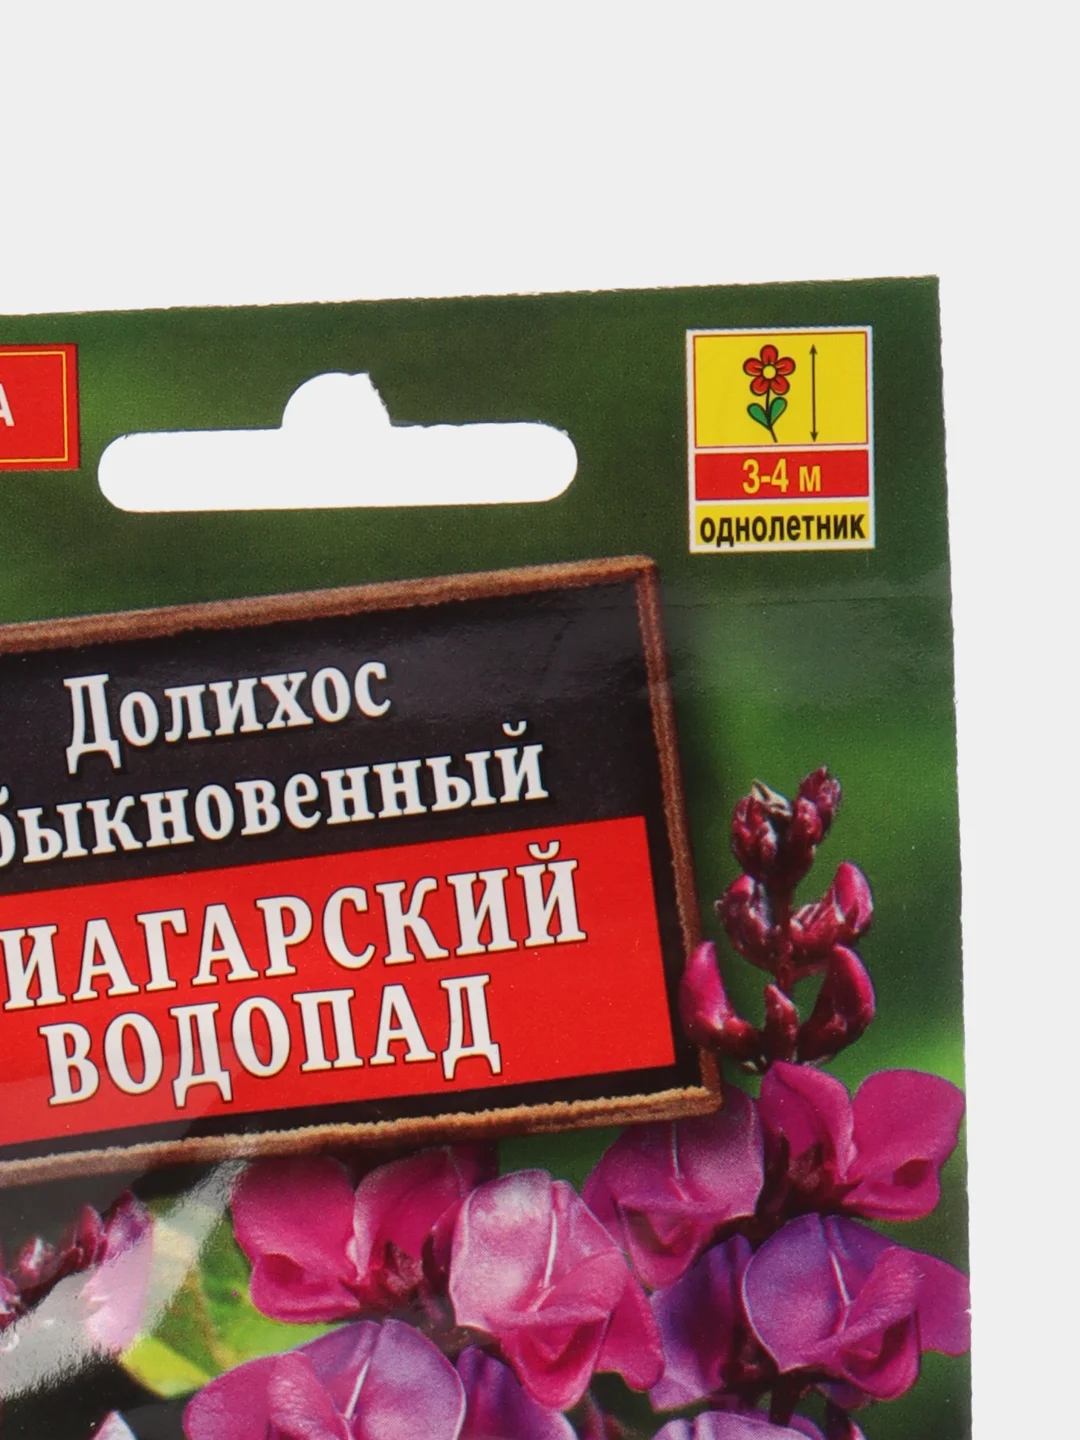 А
3-4 м
однолетник
Долихос
быкновенный
ИАГАРСКИЙ
ВОДОПАД